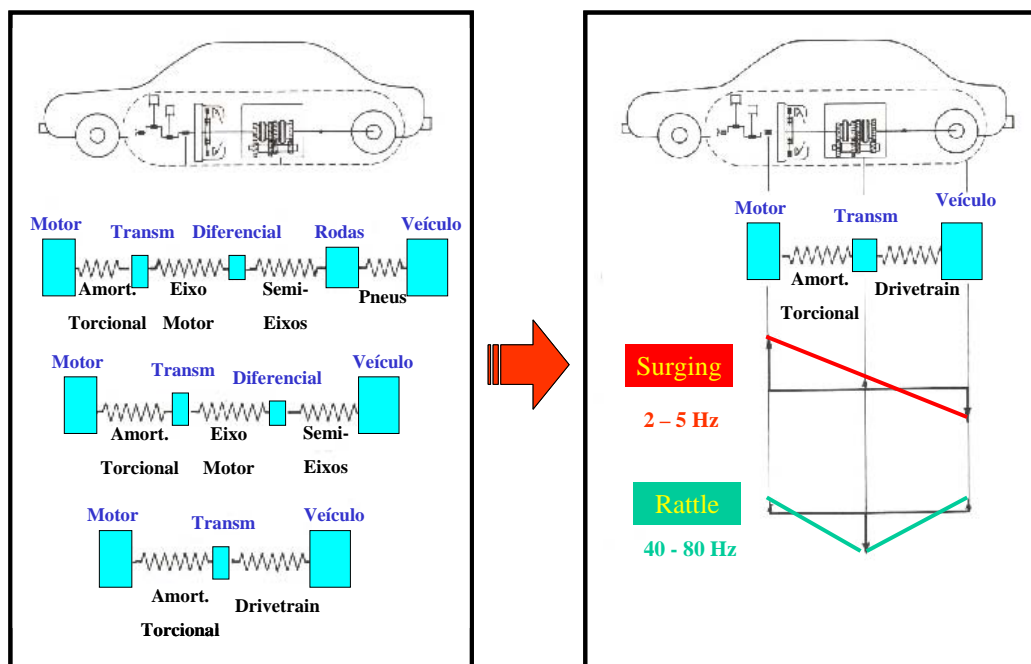 Motor
Transm
Diferencial
Rodas
Veículo
Amort.
Torcional
Eixo
Motor
Semi-
Eixos
Pneus
Motor
Transm
Diferencial
Veículo
Amort.
Torcional
Eixo
Motor
Semi-
Eixos
Motor
Transm
Veículo
Amort.
Torcional
Drivetrain
Motor
Transm
Veículo
Amort.
Torcional
Drivetrain
Surging
2 – 5 Hz
Rattle
40 - 80 Hz